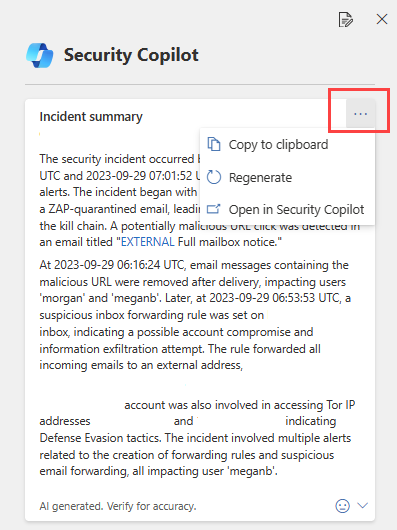 Security Copilot
Incident summary
...
Copy to clipboard
Regenerate
Open in Security Copilot
The security incident occurred
UTC and 2023-09-29 07:01:52
alerts. The incident began with
a ZAP-quarantined email,
the kill chain. A potentially malicious URL click was detected in
an email titled "EXTERNAL Full mailbox notice."
At 2023-09-29 06:16:24 UTC, email messages containing the
malicious URL were removed after delivery, impacting users
'morgan' and 'meganb'. Later, at 2023-09-29 06:53:53 UTC, a
suspicious inbox forwarding rule was set on
inbox, indicating a possible account compromise and
information exfiltration attempt. The rule forwarded all
incoming emails to an external address,
account was also involved in accessing Tor IP
addresses and indicating
Defense Evasion tactics. The incident involved multiple alerts
related to the creation of forwarding rules and suspicious
email forwarding, all impacting user 'meganb'.
AI generated. Verify for accuracy.